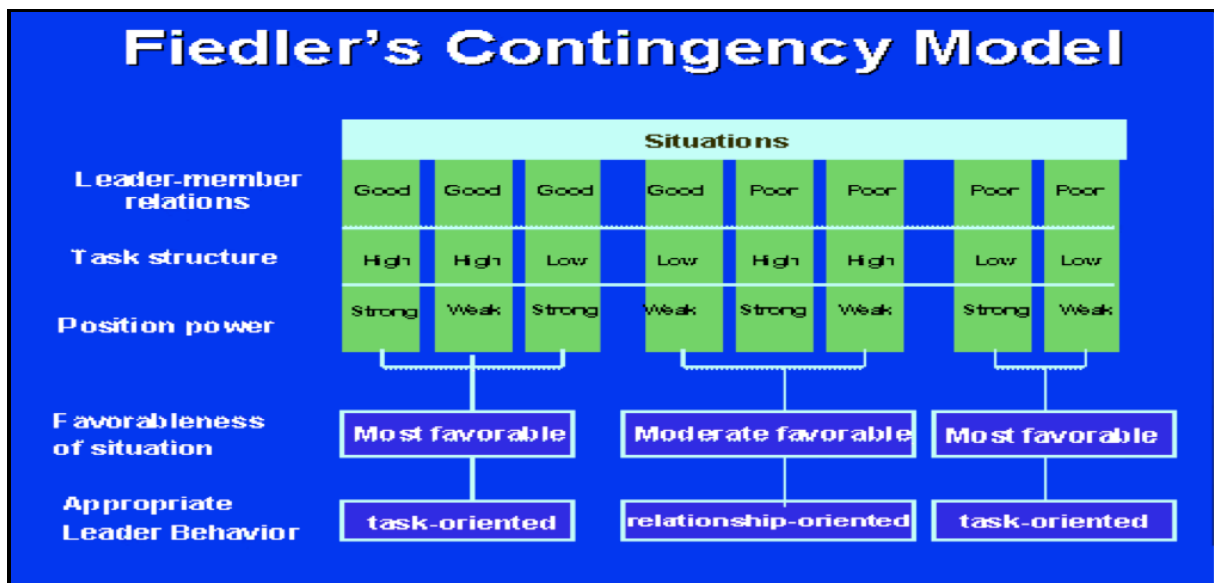 Fiedler's Contingency Model
Situations
Leader-member relations
Good Good Good Good Poor Poor Poor Poor
Task structure
High High Low Low High High Low Low
Position power
Strong Weak Strong Weak Strong Weak Strong Weak
Favorableness of situation
Most favorable Moderate favorable Most favorable
Appropriate Leader Behavior
task-oriented relationship-oriented task-oriented